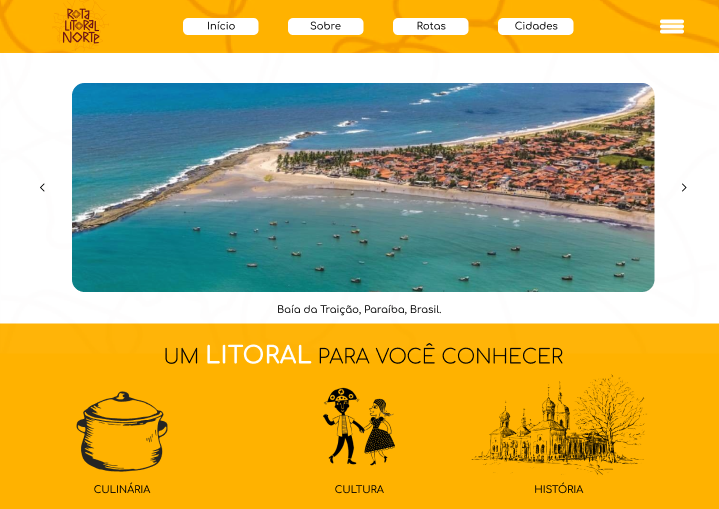 ROTA
LITORAL
NORTE
Início
Sobre
Rotas
Cidades
Baía da Traição, Paraíba, Brasil.
UM LITORAL PARA VOCÊ CONHECER
CULINÁRIA
CULTURA
HISTÓRIA